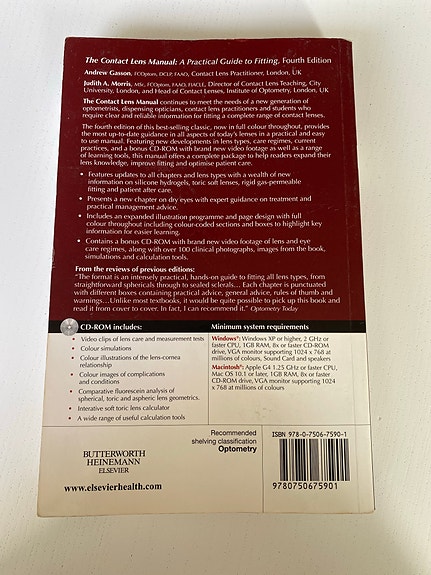 The Contact Lens Manual: A Practical Guide to Fitting, Fourth Edition
Andrew Gasson, FCOptom, DCLP, FAAO, Contact Lens Practitioner, London, UK
Judith A. Morris, MSc, FCOptom, FAAO, FIACLE, Director of Contact Lens Teaching, City
University, London, and Head of Contact Lenses, Institute of Optometry, London, UK
The Contact Lens Manual continues to meet the needs of a new generation of
optometrists, dispensing opticians, contact lens practitioners and students who
require clear and reliable information for fitting a complete range of contact lenses.
The fourth edition of this best-selling classic, now in full colour throughout, provides
the most up-to-date guidance in all aspects of today's lenses in a practical and easy
to use manual. Featuring new developments in lens types, care regimes, current
practices, and a bonus CD-ROM with brand new video footage as well as a range
of learning tools, this manual offers a complete package to help readers expand their
lens knowledge, improve fitting and optimise patient care.
• Features updates to all chapters and lens types with a wealth of new
information on silicone hydrogels, toric soft lenses, rigid gas-permeable
fitting and patient after care.
• Presents a new chapter on dry eyes with expert guidance on treatment and
practical management advice.
• Includes an expanded illustration programme and page design with full
colour throughout including colour-coded sections and boxes to highlight key
information for easier learning.
• Contains a bonus CD-ROM with brand new video footage of lens and eye
care regimes, along with over 100 clinical photographs, images from the book,
simulations and calculation tools.
From the reviews of previous editions:
"The format is an intensely practical, hands-on guide to fitting all lens types, from
straightforward sphericals through to sealed sclerals... Each chapter is punctuated
with different boxes containing practical advice, general advice, rules of thumb and
warnings...Unlike most textbooks, it would be quite possible to pick up this book and
read it from cover to cover. In fact, I can recommend it." Optometry Today
CD-ROM includes:
• Video clips of lens care and measurement tests
• Colour simulations
• Colour illustrations of the lens-cornea
relationship
• Colour images of complications
and conditions
• Comparative fluorescein analysis of
spherical, toric and aspheric lens geometrics.
• Interative soft toric lens calculator
• A wide range of useful calculation tools
Minimum system requirements
Windows®: Windows XP or higher, 2 GHz or
faster CPU, 1GB RAM, 8x or faster CD-ROM
drive, VGA monitor supporting 1024 x 768 at
millions of colours, Sound Card and speakers
Macintosh®: Apple G4 1.25 GHz or faster CPU,
Mac OS 10.1 or later, 1GB RAM, 8x or faster
CD-ROM drive, VGA monitor supporting 1024
x 768 at millions of colours
BUTTERWORTH
HEINEMANN
ELSEVIER
www.elsevierhealth.com
Recommended
shelving classification
Optometry
ISBN 978-0-7506-7590-1
9780750675901